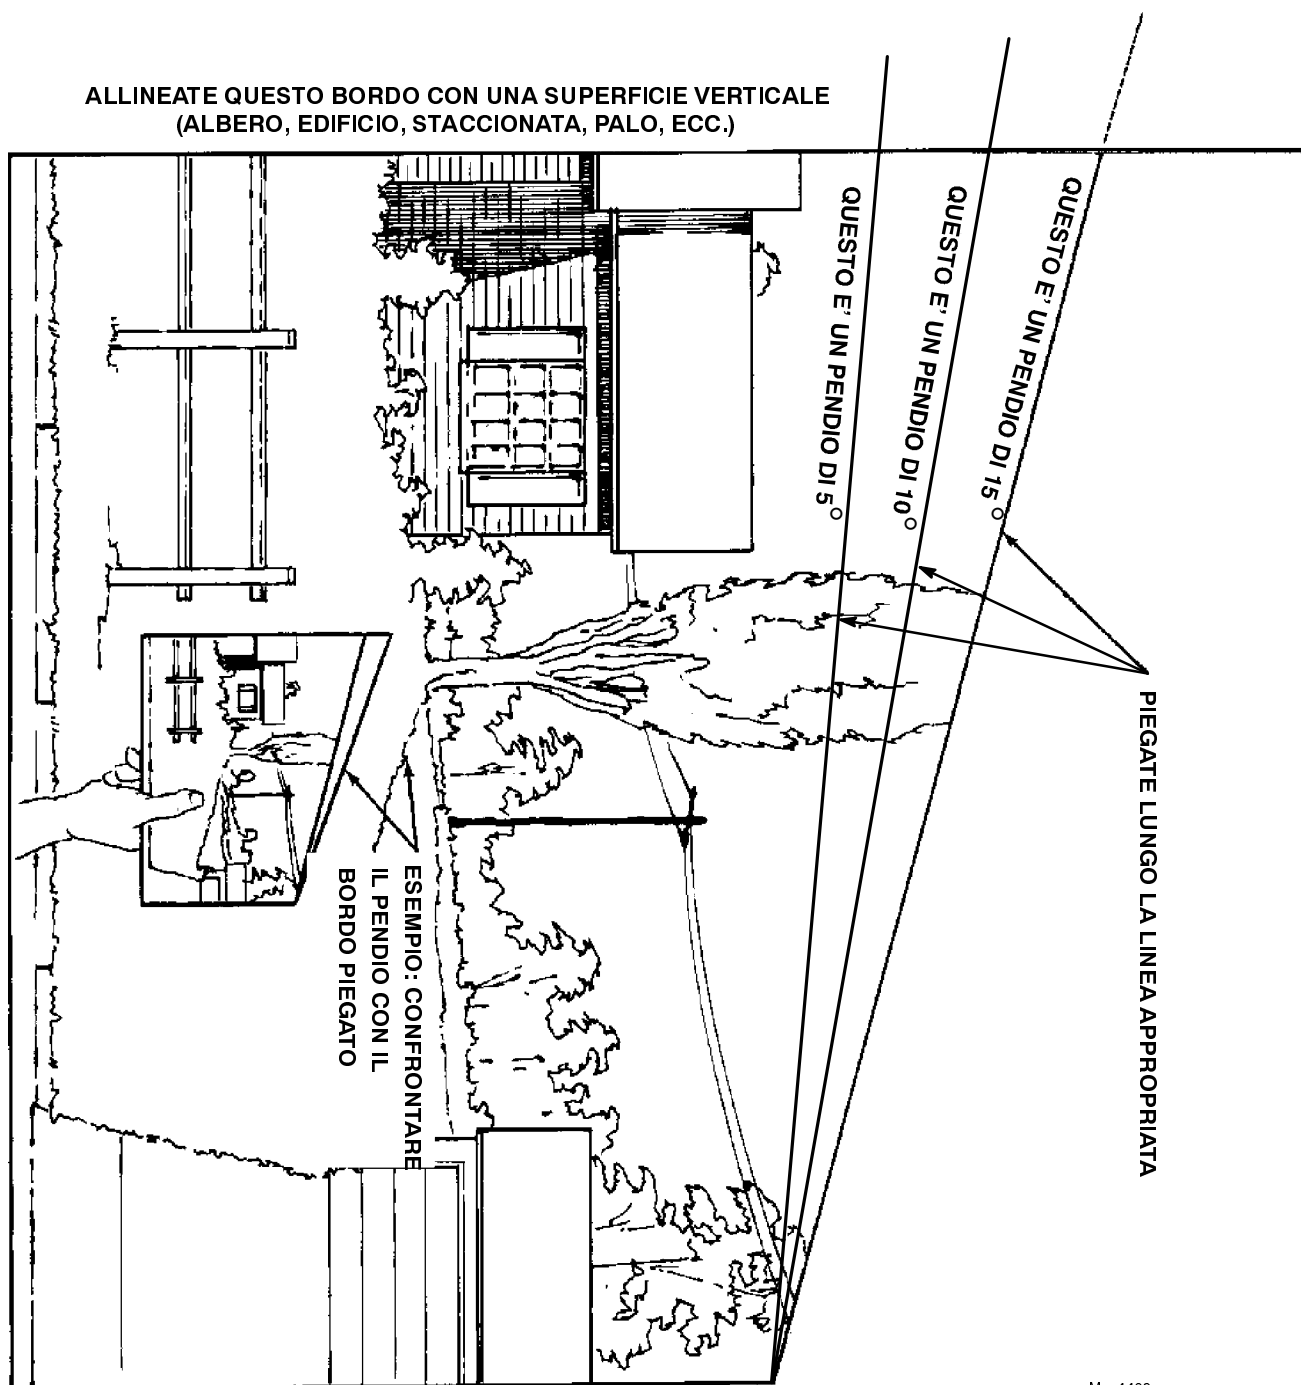 ALLINEATE QUESTO BORDO CON UNA SUPERFICIE VERTICALE
(ALBERO, EDIFICIO, STACCIONATA, PALO, ECC.)
QUESTO E' UN PENDIO DI 15°
QUESTO E' UN PENDIO DI 10°
QUESTO E' UN PENDIO DI 5°
PIEGATE LUNGO LA LINEA APPROPRIATA
ESEMPIO: CONFRONTARE
IL PENDIO CON IL
BORDO PIEGATO